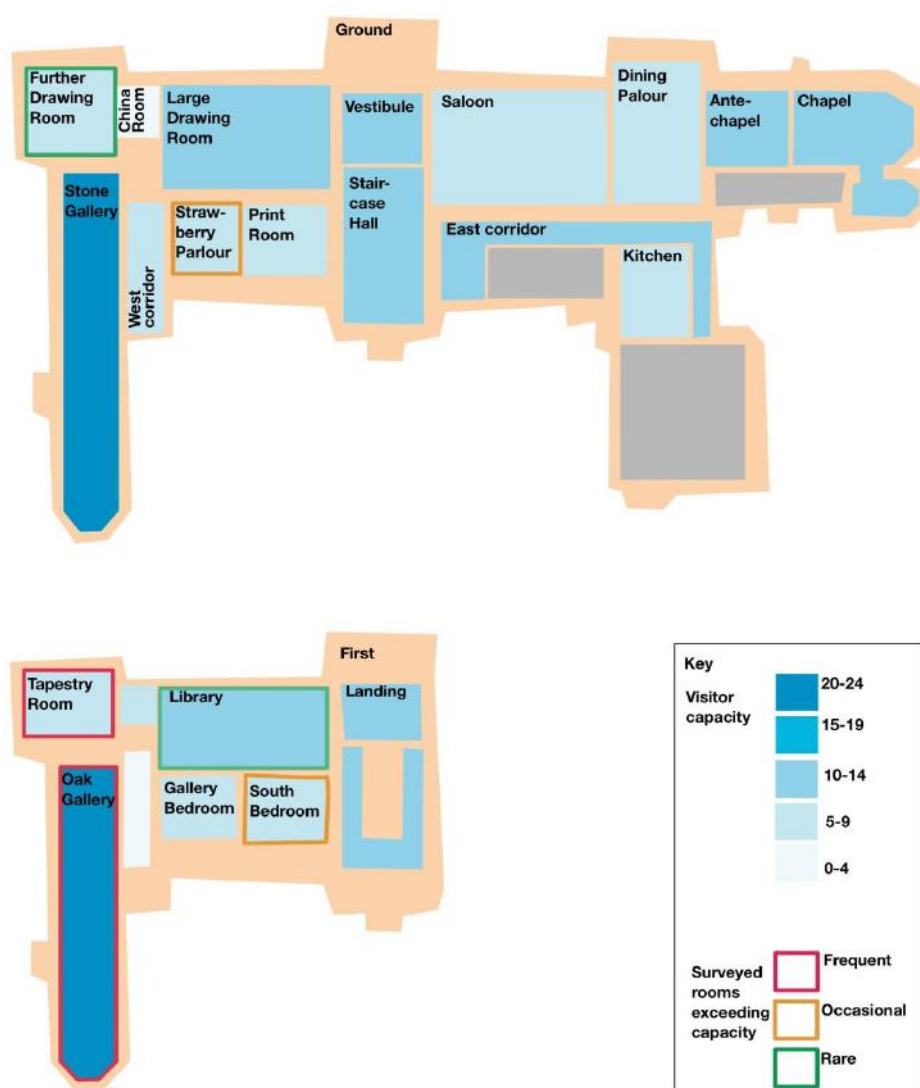 Ground
Further
Drawing
Room
China
Room
Large
Drawing
Room
Vestibule
Saloon
Dining
Palour
Ante-
chapel
Chapel
Stone
Gallery
West
corridor
Straw-
berry
Parlour
Print
Room
Stair-
case
Hall
East corridor
Kitchen
First
Tapestry
Room
Library
Landing
Oak
Gallery
Gallery
Bedroom
South
Bedroom
Key
Visitor
capacity
20-24
15-19
10-14
5-9
0-4
Surveyed
rooms
exceeding
capacity
Frequent
Occasional
Rare